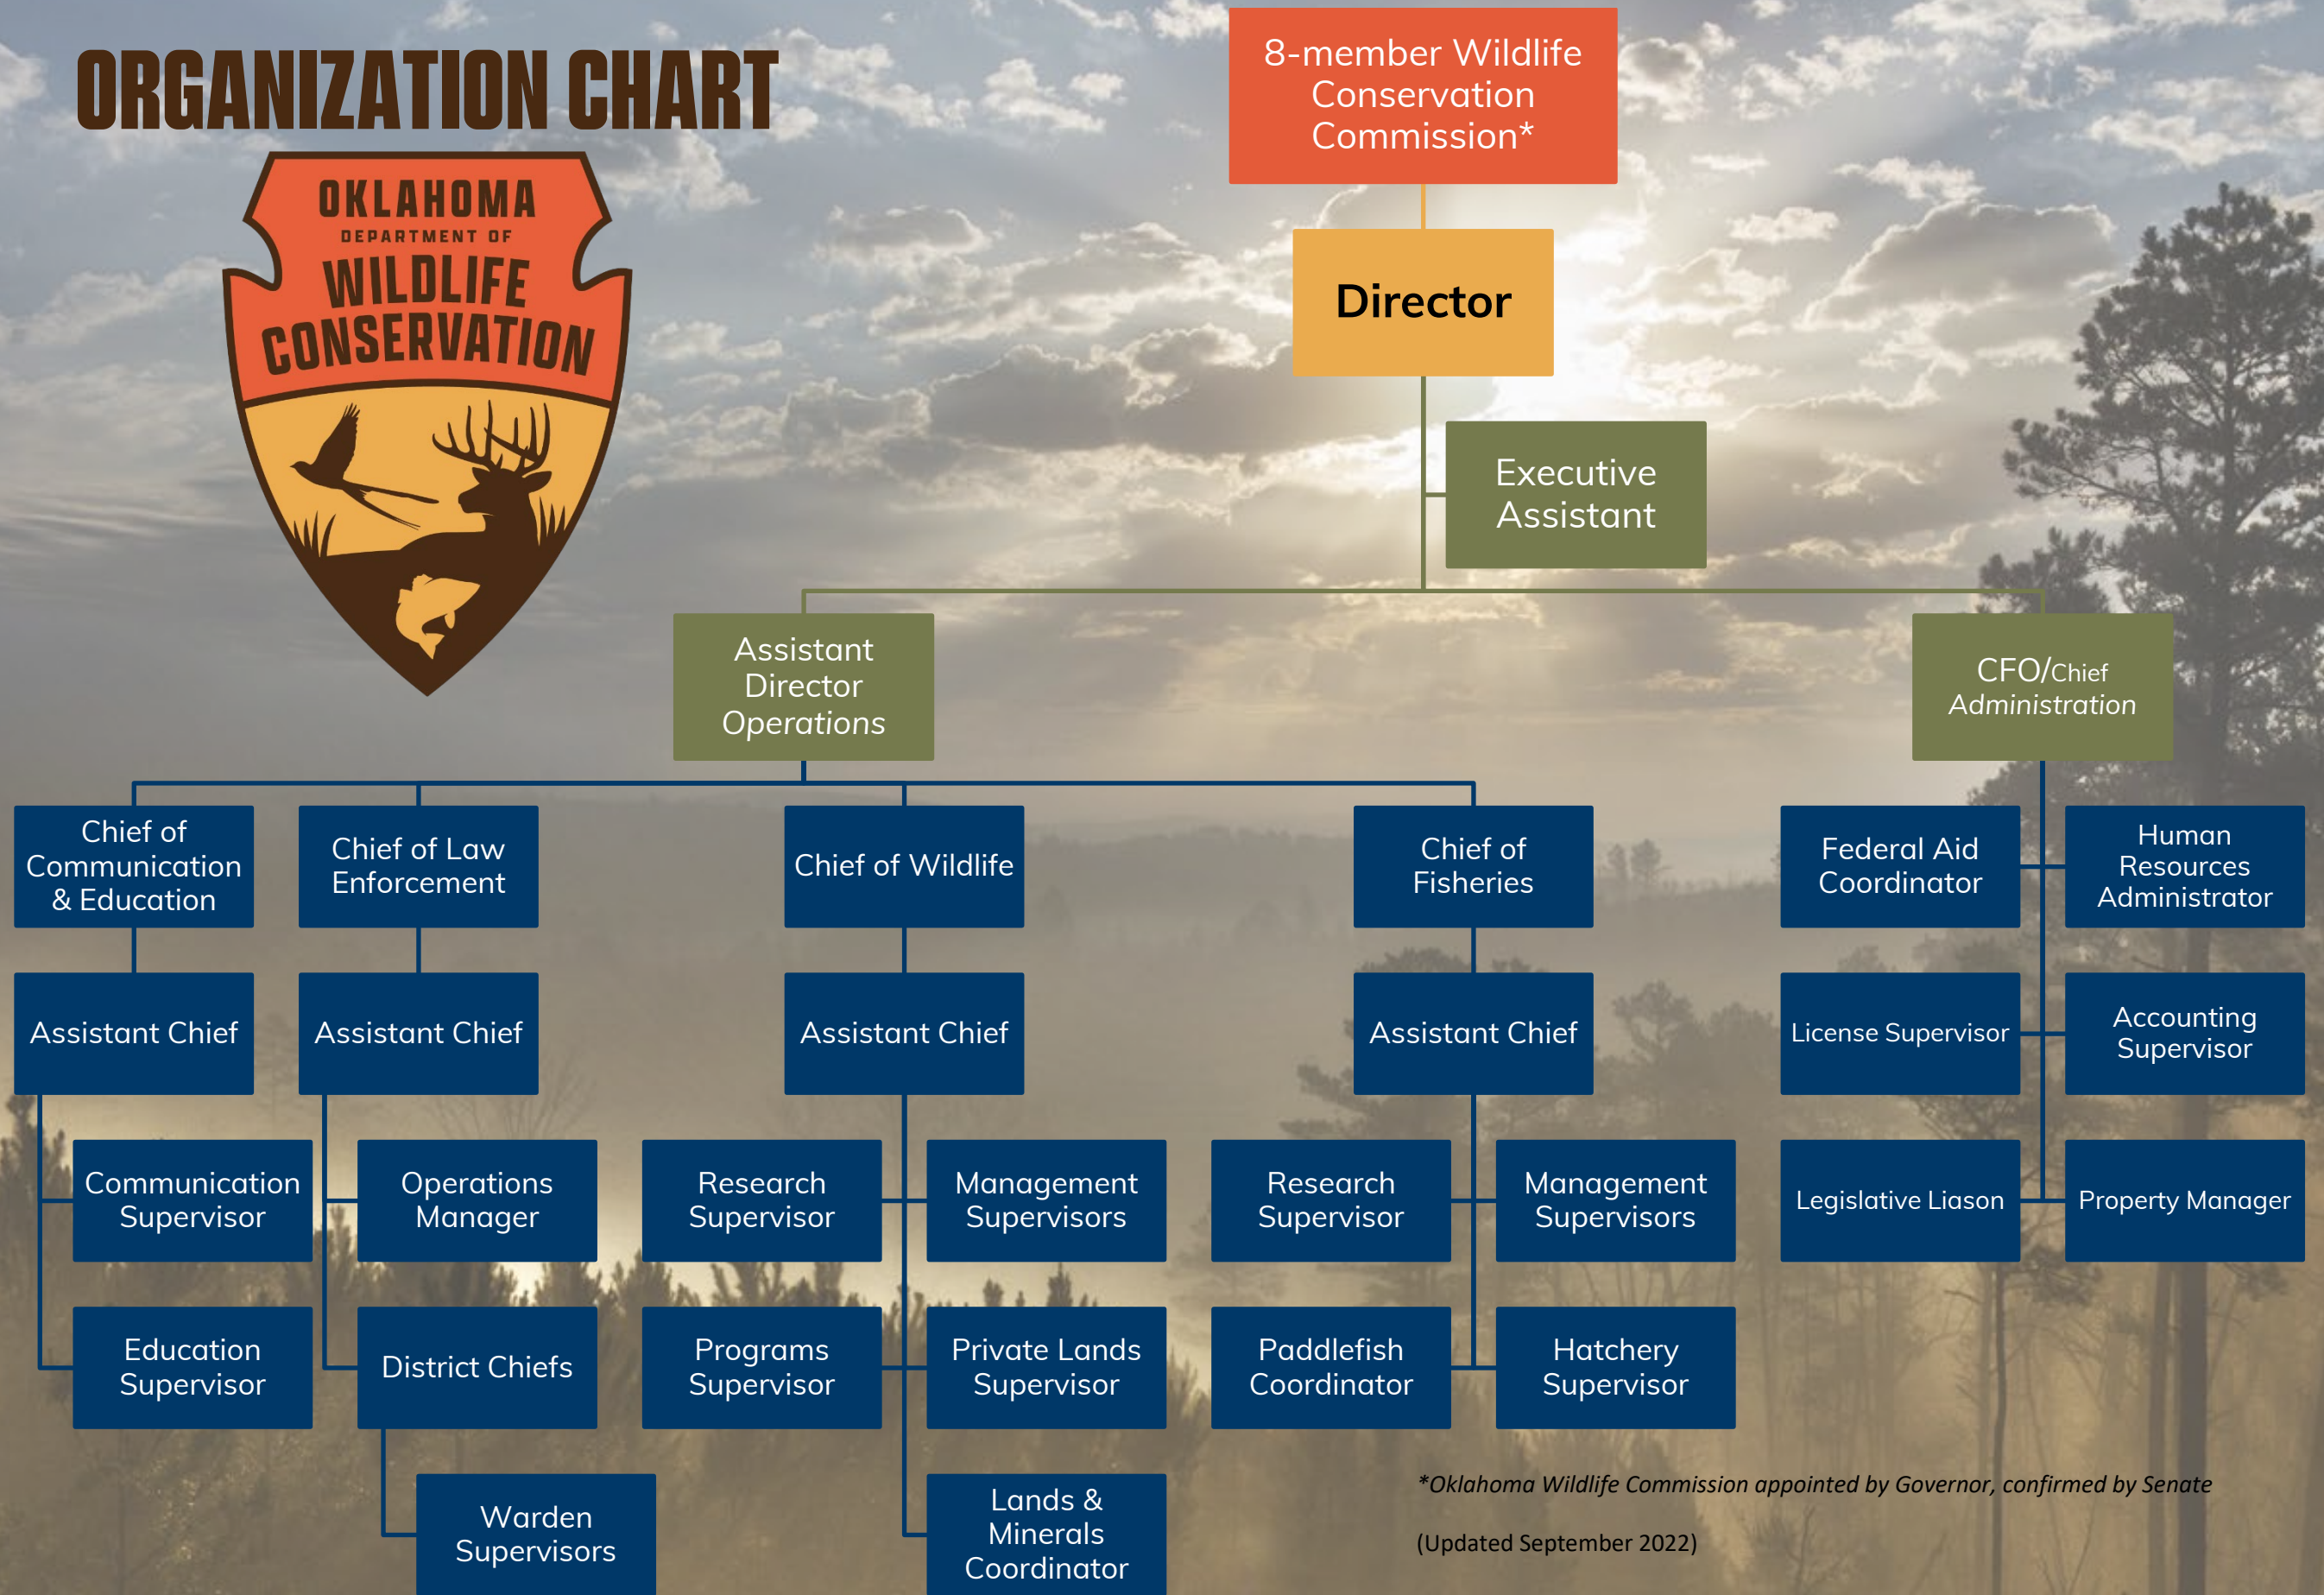 ORGANIZATION CHART
OKLAHOMA
DEPARTMENT OF
WILDLIFE
CONSERVATION
8-member Wildlife
Conservation
Commission*
Director
Executive
Assistant
Assistant
Director
Operations
CFO/Chief
Administration
Chief of
Communication
& Education
Chief of Law
Enforcement
Chief of Wildlife
Chief of
Fisheries
Federal Aid
Coordinator
Human
Resources
Administrator
Assistant Chief
Assistant Chief
Assistant Chief
Assistant Chief
License Supervisor
Accounting
Supervisor
Communication
Supervisor
Operations
Manager
Research
Supervisor
Management
Supervisors
Research
Supervisor
Management
Supervisors
Legislative Liason
Property Manager
Education
Supervisor
District Chiefs
Programs
Supervisor
Private Lands
Supervisor
Paddlefish
Coordinator
Hatchery
Supervisor
Warden
Supervisors
Lands &
Minerals
Coordinator
*Oklahoma Wildlife Commission appointed by Governor, confirmed by Senate
(Updated September 2022)